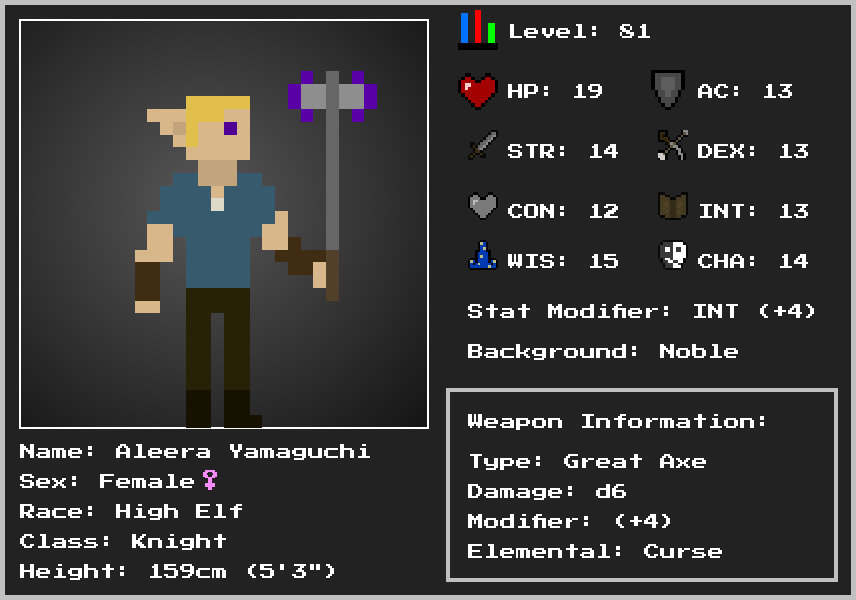 Level: 81
HP: 19 AC: 13
STR: 14 DEX: 13
CON: 12 INT: 13
WIS: 15 CHA: 14
Stat Modifier: INT (+4)
Background: Noble
Weapon Information:
Type: Great Axe
Damage: d6
Modifier: (+4)
Elemental: Curse
Name: Aleera Yamaguchi
Sex: Female♀
Race: High Elf
Class: Knight
Height: 159cm (5'3")